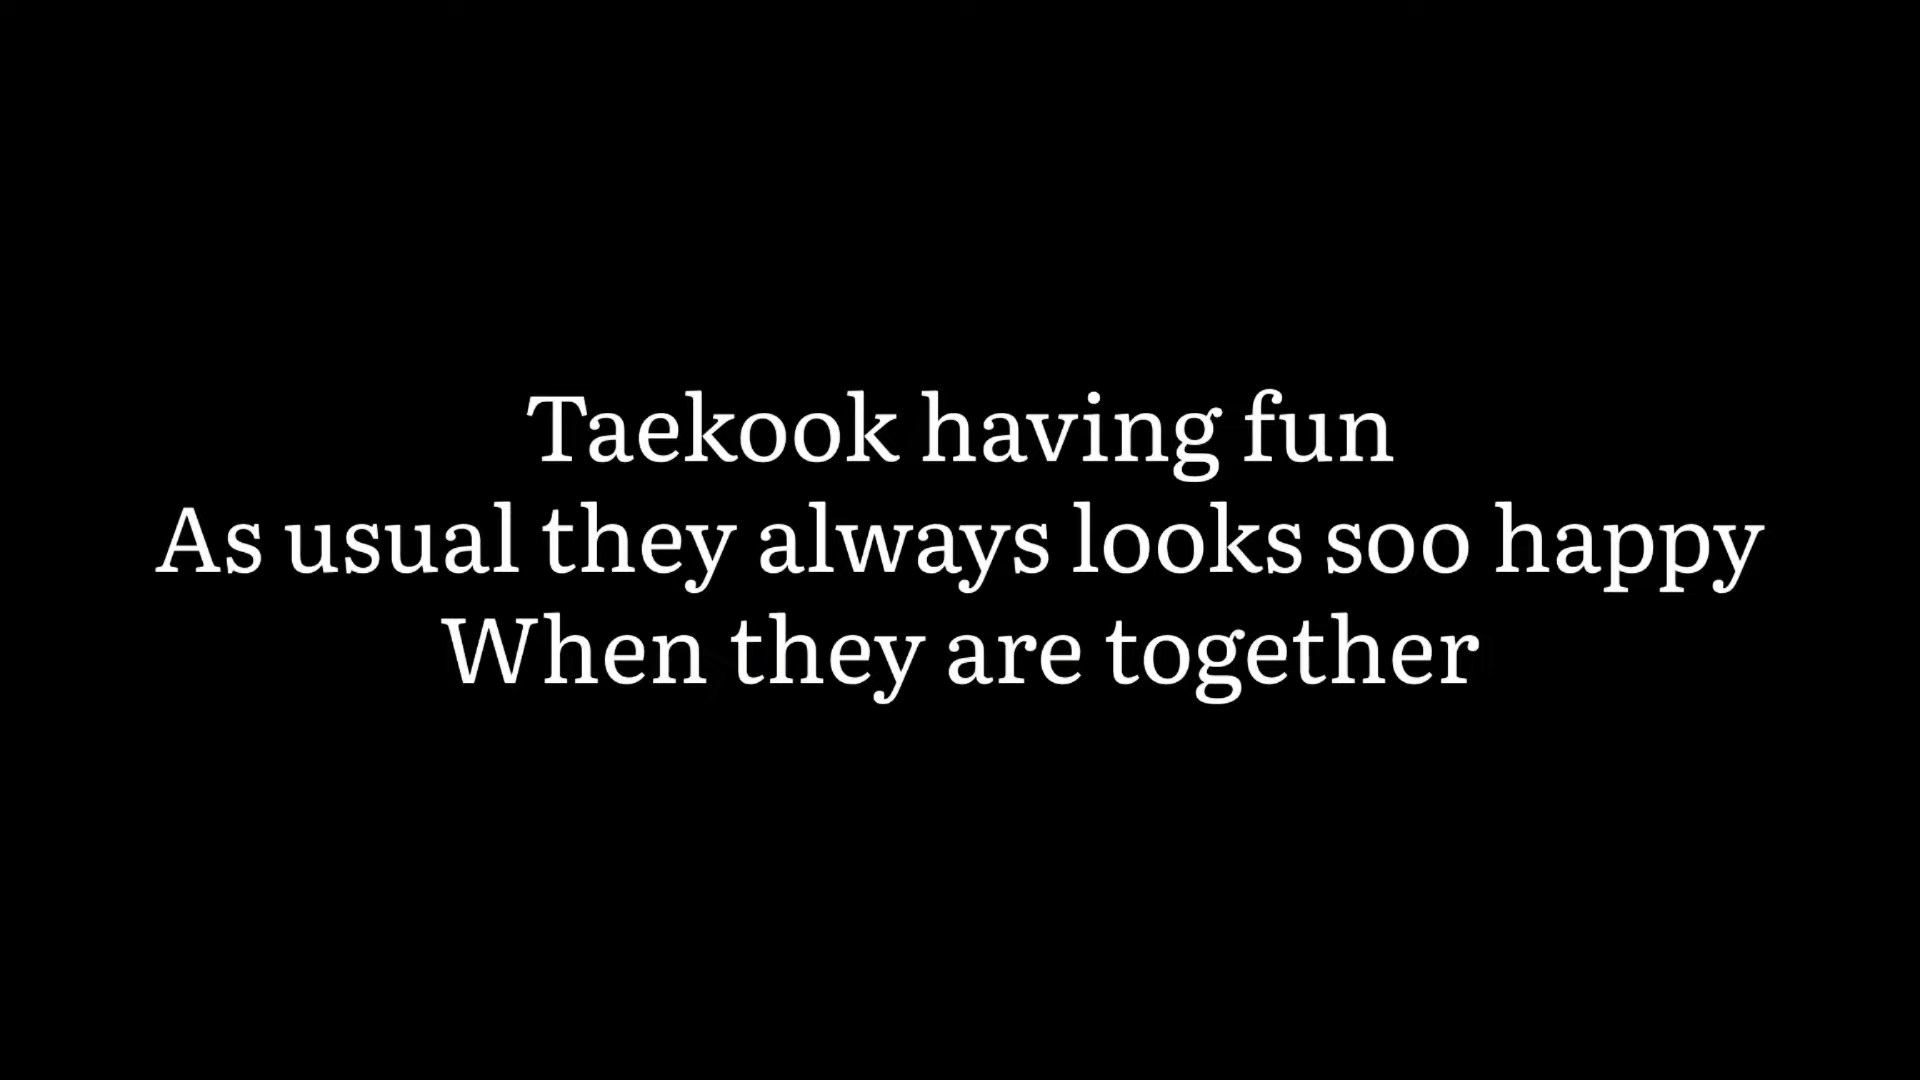 Taekook having fun
As usual they always looks soo happy
When they are together